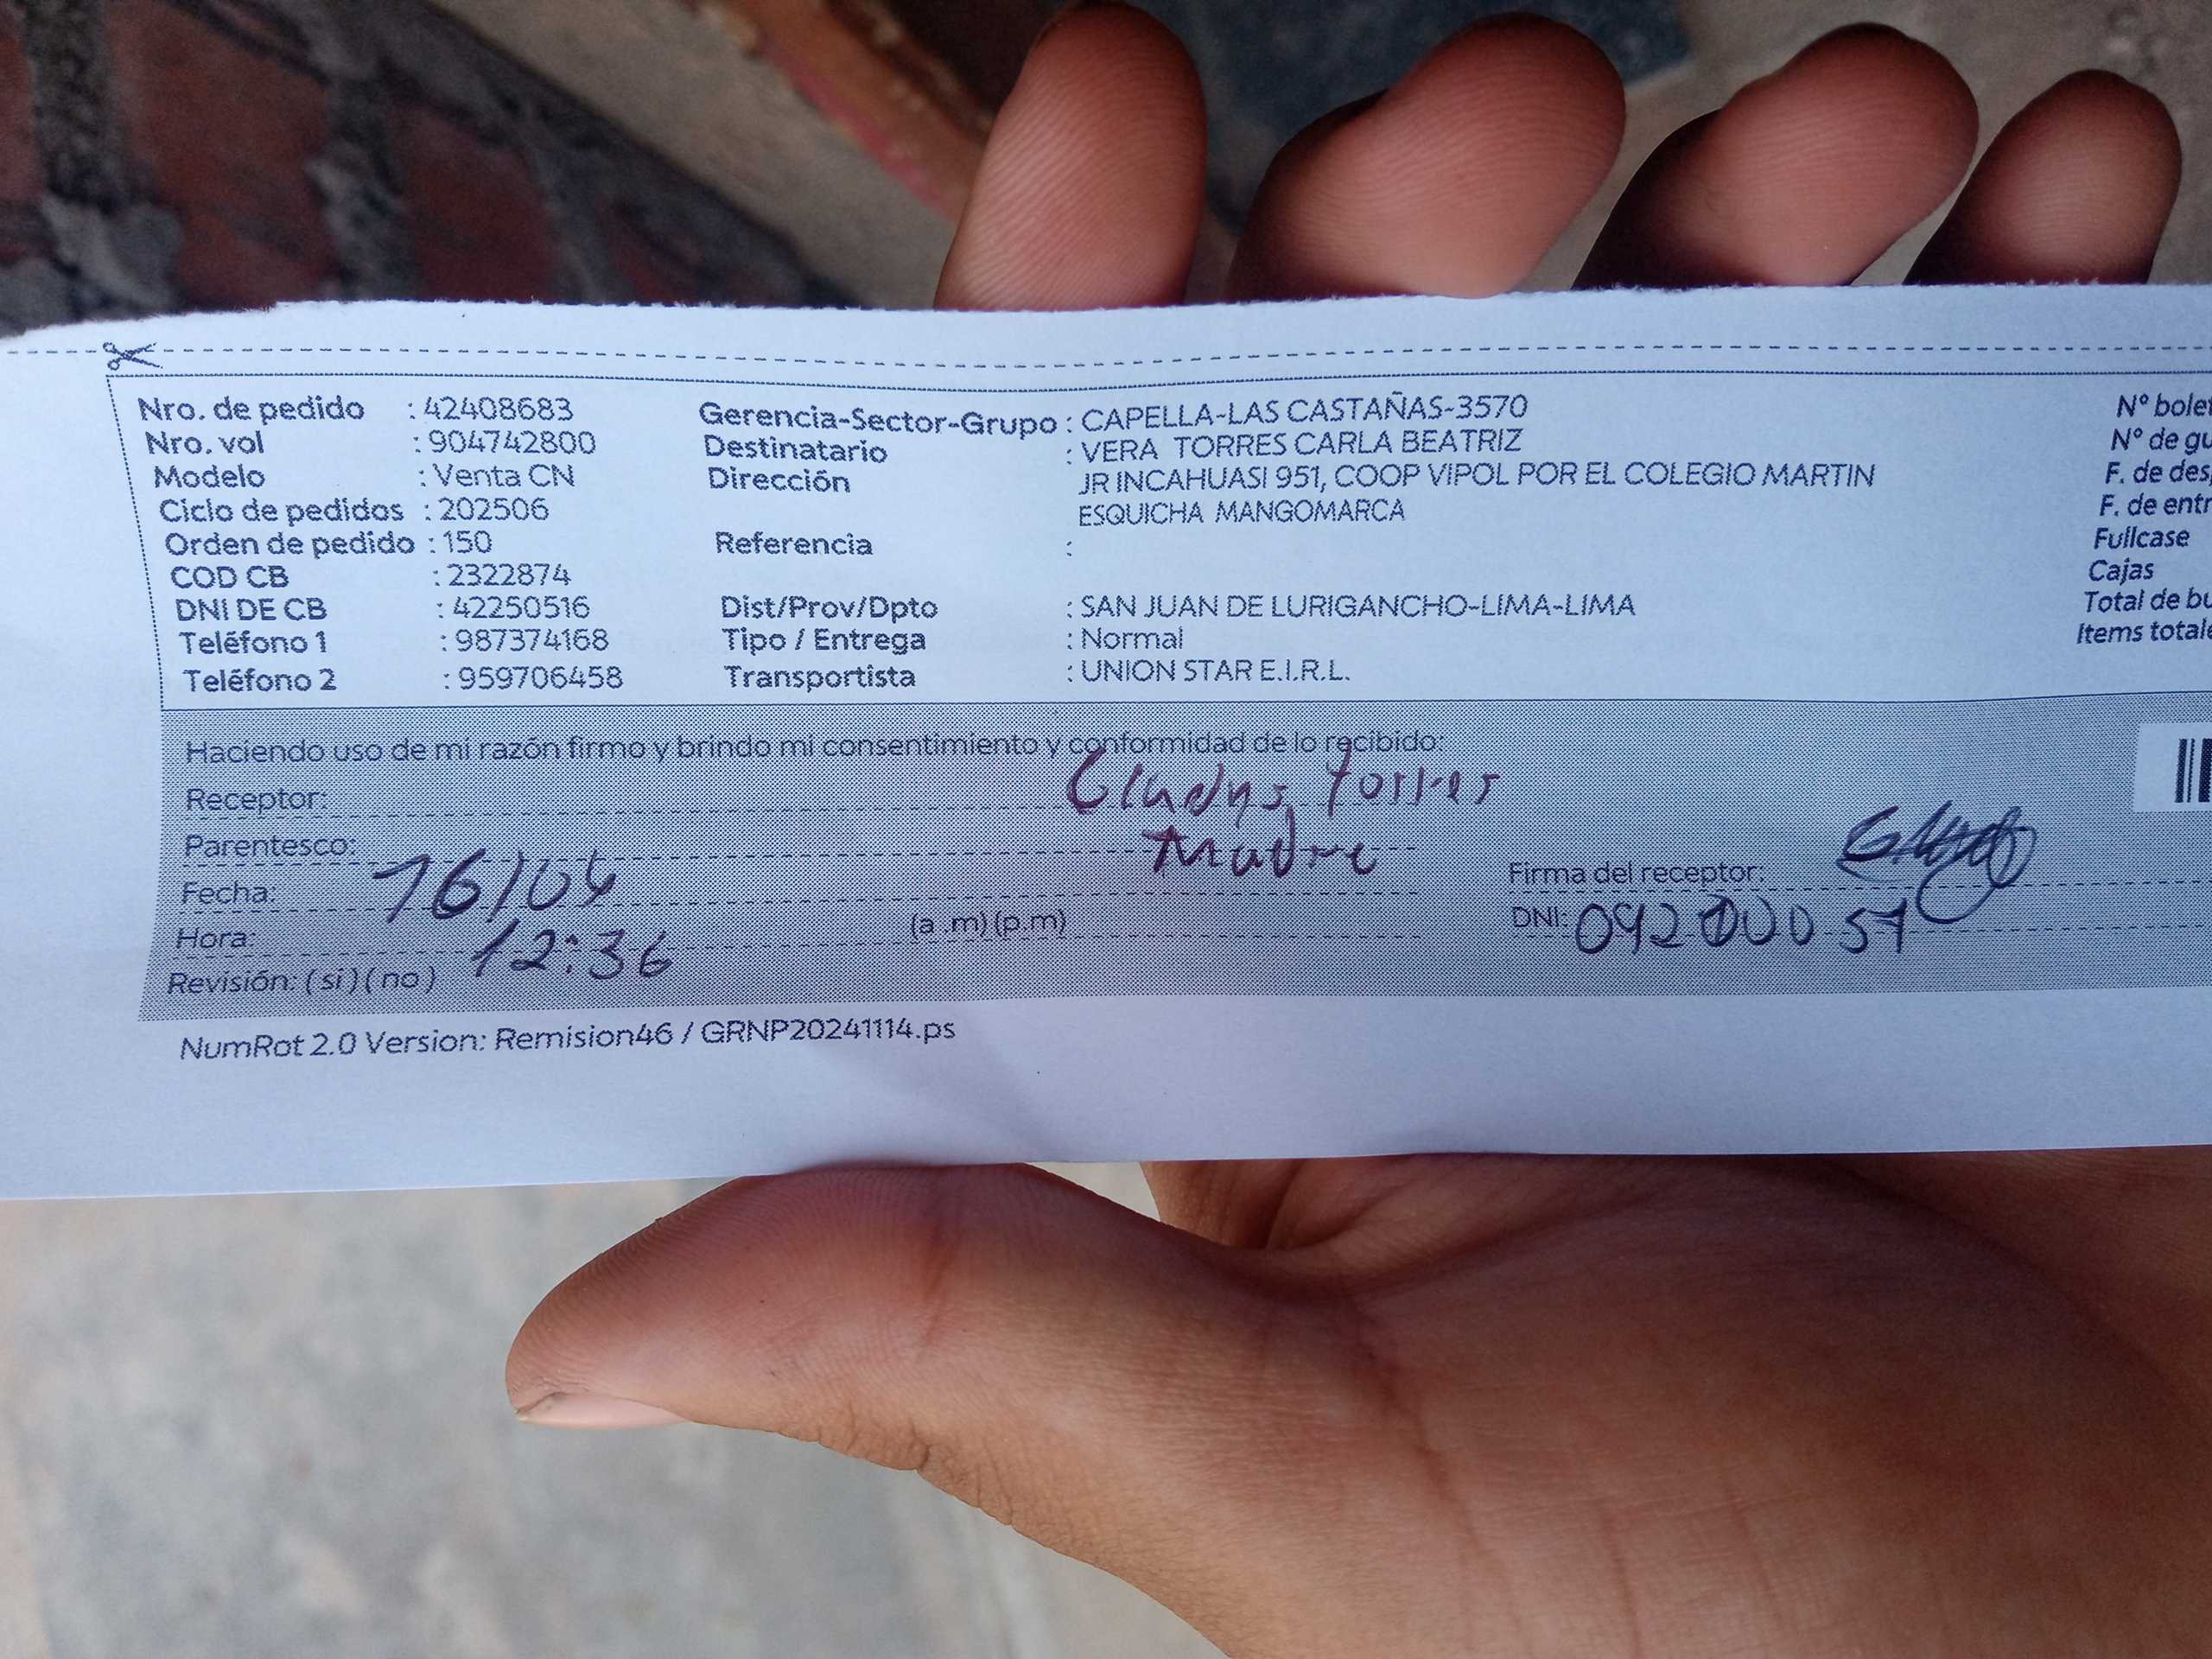 Nro. de pedido : 42408683
Nro. vol : 904742800
Modelo : Venta CN
Ciclo de pedidos : 202506
Orden de pedido : 150
COD CB : 2322874
DNI DE CB : 42250516
Teléfono 1 : 987374168
Teléfono 2 : 959706458
Gerencia-Sector-Grupo : CAPELLA-LAS CASTAÑAS-3570
Destinatario : VERA TORRES CARLA BEATRIZ
Dirección : JR INCAHUASI 951, COOP VIPOL POR EL COLEGIO MARTIN
ESQUICHA MANGOMARCA
Referencia :
Dist/Prov/Dpto : SAN JUAN DE LURIGANCHO-LIMA-LIMA
Tipo / Entrega : Normal
Transportista : UNION STAR E.I.R.L.
N° bolet
N° de gu
F. de des
F. de entr
Fullcase
Cajas
Total de bu
Items totale
Haciendo uso de mi razón firmo y brindo mi consentimiento y conformidad de lo recibido:
Receptor: Gladys Torres
Parentesco: Madre
Fecha: 16/04
Hora: 12:36 (a .m) (p.m)
Revisión: ( si ) ( no )
Firma del receptor:
DNI:
NumRot 2.0 Version: Remision46 / GRNP20241114.ps